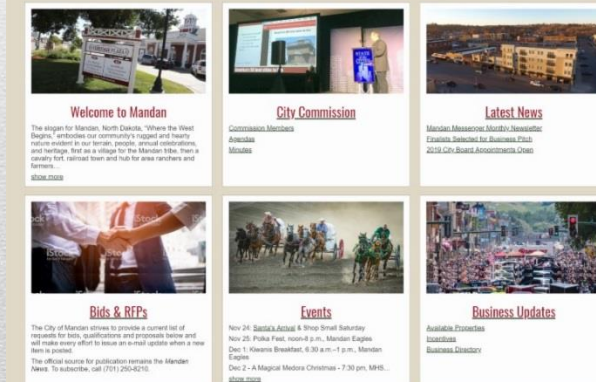 Welcome to Mandan
The slogan for Mandan, North Dakota, "Where the West
Begins," embodies our community's rugged and hearty
nature evident in our terrain, people, annual celebrations,
and heritage, first as a village for the Mandan tribe, then a
cavalry fort, railroad town and hub for area ranchers and
farmers...
show more
City Commission
Commission Members
Agendas
Minutes
Latest News
Mandan Messenger Monthly Newsletter
Finalists Selected for Business Pitch
2019 City Board Appointments Open
iStock
iStock
Bids & RFPs
The City of Mandan strives to provide a current list of
requests for bids, qualifications and proposals below and
will make every effort to issue an e-mail update when a new
item is posted.
The official source for publication remains the Mandan
News. To subscribe, call (701) 250-8210.
Events
Nov 24: Santa's Arrival & Shop Small Saturday
Nov 25: Polka Fest, noon-8 p.m., Mandan Eagles
Dec 1: Kiwanis Breakfast, 6:30 a.m.–1 p.m., Mandan
Eagles
Dec 2 - A Magical Medora Christmas - 7:30 pm, MHS...
show more
Business Updates
Available Properties
Incentives
Business Directory